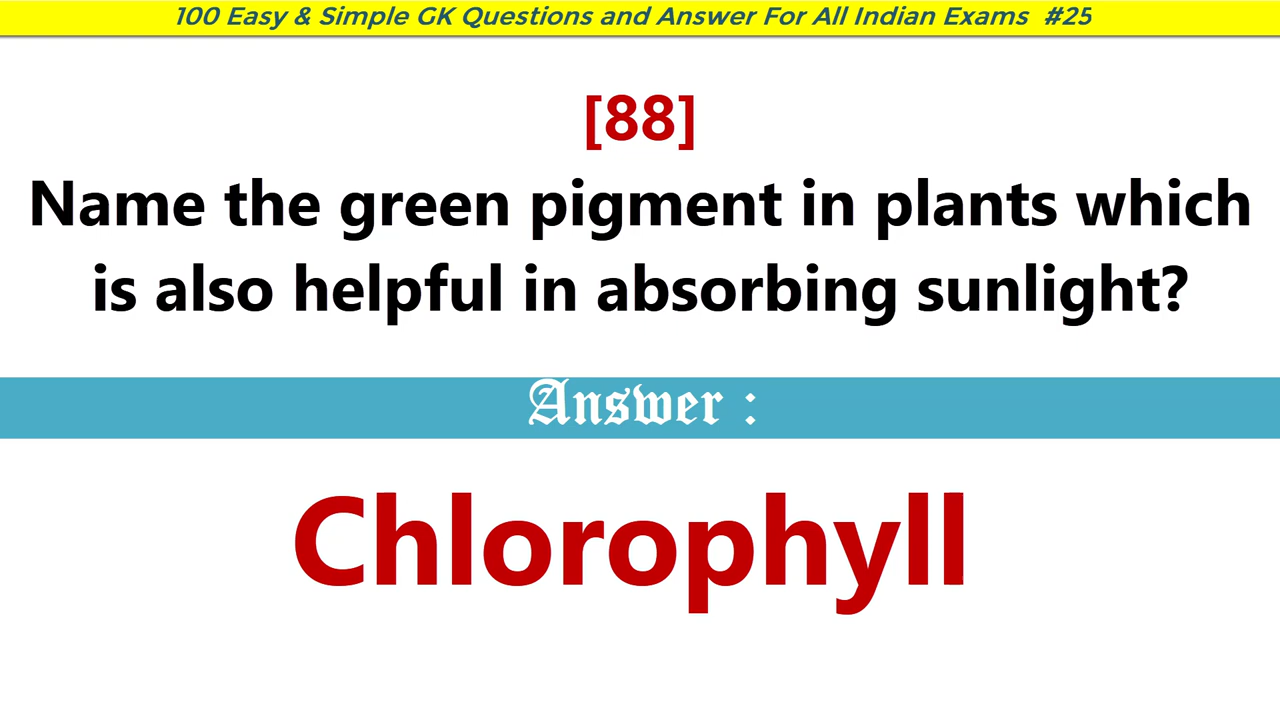 100 Easy & Simple GK Questions and Answer For All Indian Exams #25
[88]
Name the green pigment in plants which
is also helpful in absorbing sunlight?
Answer :
Chlorophyll